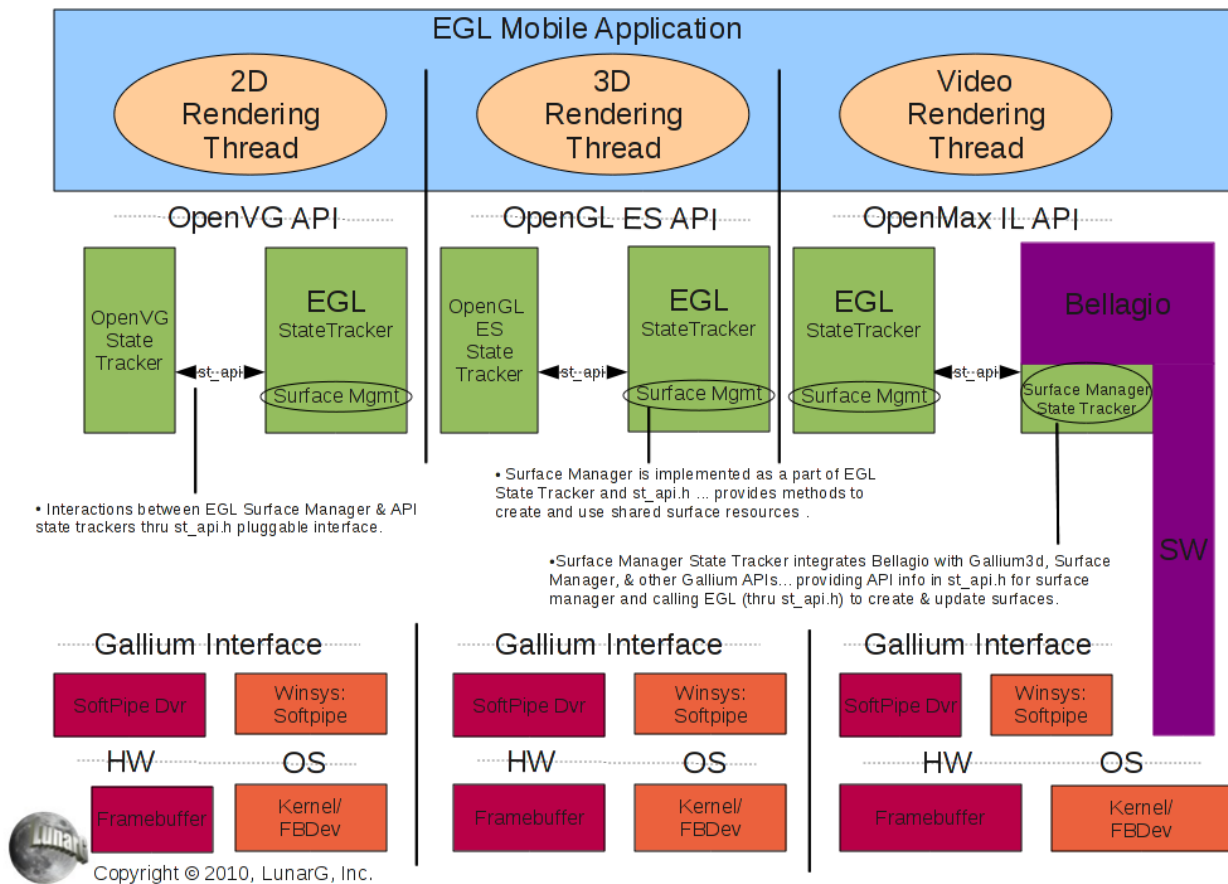 EGL Mobile Application
2D
Rendering
Thread
3D
Rendering
Thread
Video
Rendering
Thread
OpenVG API
OpenGL ES API
OpenMax IL API
OpenVG
State
Tracker
st_api
EGL
StateTracker
Surface Mgmt
OpenGL
ES
State
Tracker
st_api
EGL
StateTracker
Surface Mgmt
EGL
StateTracker
Surface Mgmt
st_api
Bellagio
Surface Manager
State Tracker
SW
• Interactions between EGL Surface Manager & API
state trackers thru st_api.h pluggable interface.
• Surface Manager is implemented as a part of EGL
State Tracker and st_api.h ... provides methods to
create and use shared surface resources .
•Surface Manager State Tracker integrates Bellagio with Gallium3d, Surface
Manager, & other Gallium APIs... providing API info in st_api.h for surface
manager and calling EGL (thru st_api.h) to create & update surfaces.
Gallium Interface
SoftPipe Dvr
Winsys:
Softpipe
HW
OS
Framebuffer
Kernel/
FBDev
Gallium Interface
SoftPipe Dvr
Winsys:
Softpipe
HW
OS
Framebuffer
Kernel/
FBDev
Gallium Interface
SoftPipe Dvr
Winsys:
Softpipe
HW
OS
Framebuffer
Kernel/
FBDev
LunarG
Copyright © 2010, LunarG, Inc.